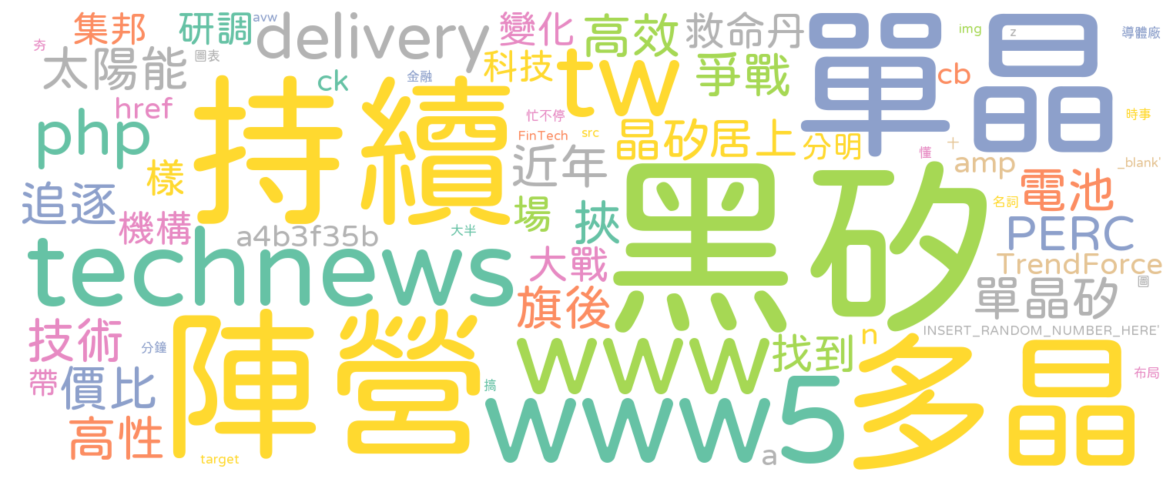 集邦
研調
avw
delivery
變化
高效
救命丹
單晶
img
z
導體廠
夯
太陽能
圖表
ck
金融
科技
tw
爭戰
cb
href
php
持續
忙不停
FinTech
src
晶矽居上
分明
懂
十
amp
時事
_blank'
樣
近年
黑矽
電池
名詞
追逐
機構
a4b3f35b
大半
場
挾
PERC
TrendForce
technews
大戰
旗後
單晶矽
圖
INSERT_RANDOM_NUMBER_HERE'
技術
分鐘
陣營
www
找到
n
多晶
布局
帶
價比
搞
www
5
高性
target
a